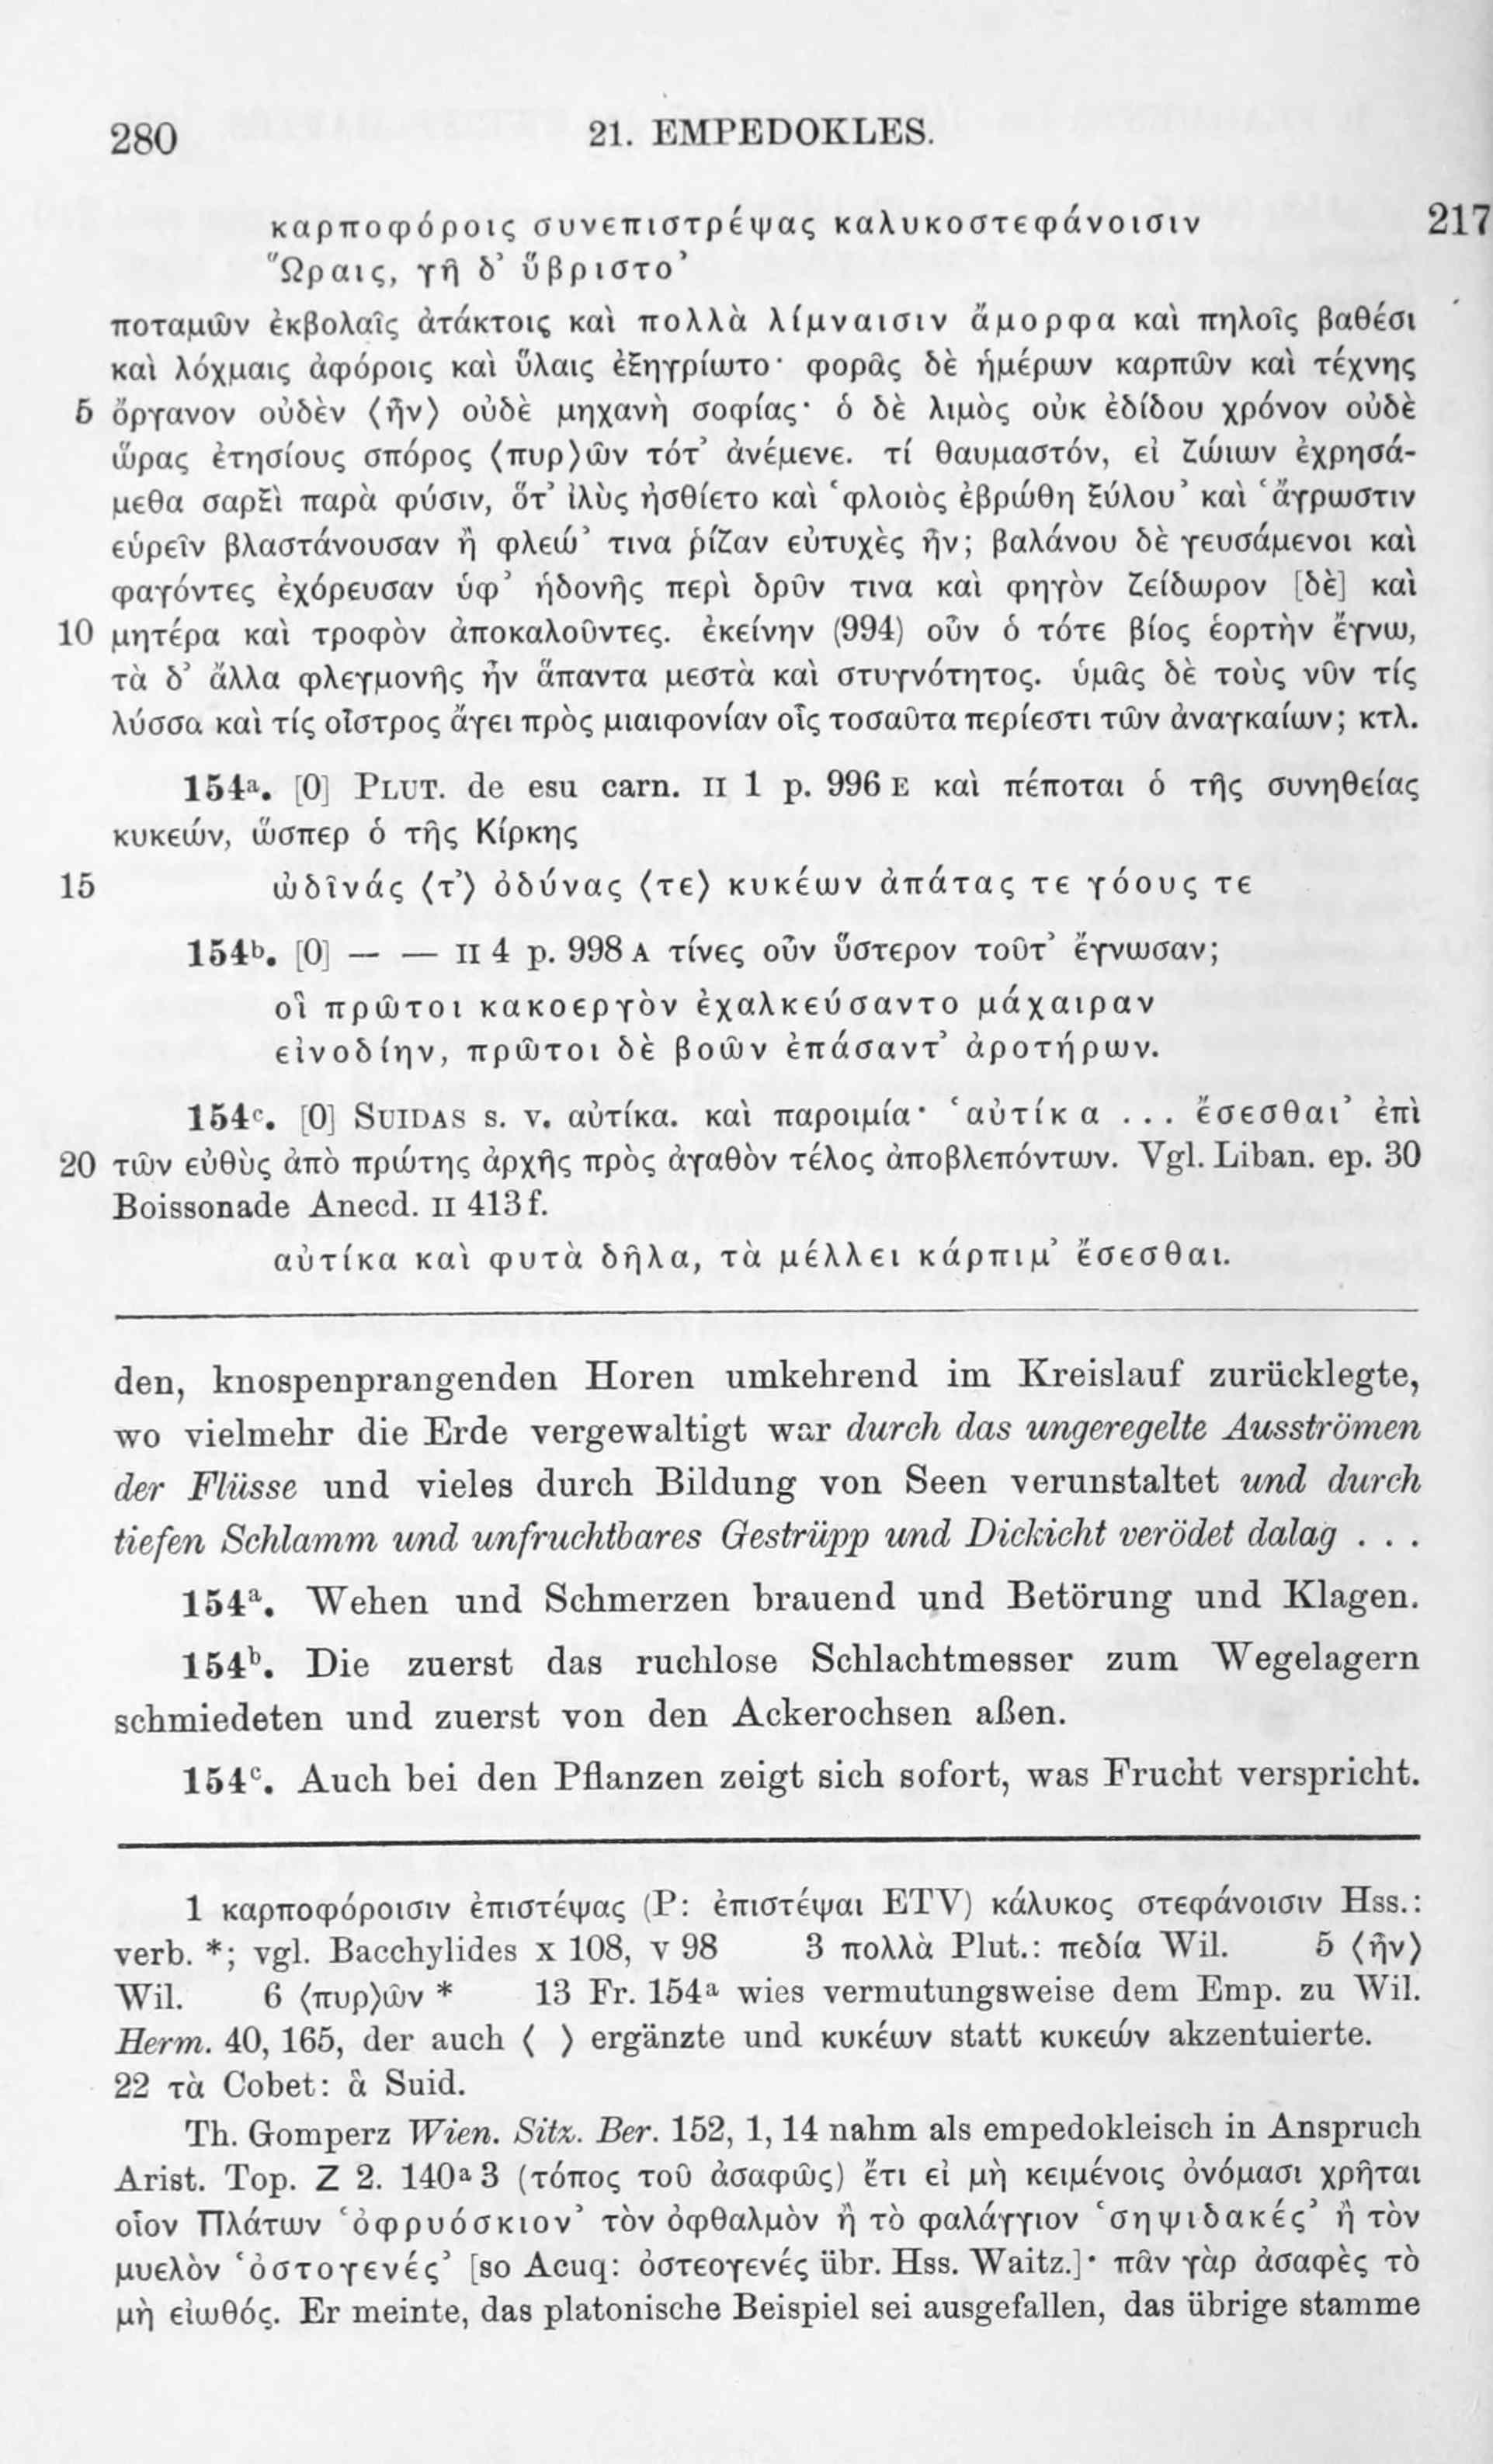 280 21. EMPEDOKLES.
καρποφόροις συνεπιστρέψας καλυκοστεφάνοισιν 217
Ὥραις, γῆ δ’ ὕβριστο’
ποταμῶν ἐκβολαῖς ἀτάκτοις καὶ πολλὰ λίμναισιν ἄμορφα καὶ πηλοῖς βαθέσι
καὶ λόχμαις ἀφόροις καὶ ὕλαις ἐξηγρίωτο· φορᾶς δὲ ἡμέρων καρπῶν καὶ τέχνης
5 ὄργανον οὐδὲν ⟨ἦν⟩ οὐδὲ μηχανὴ σοφίας· ὁ δὲ λιμὸς οὐκ ἐδίδου χρόνον οὐδὲ
ὥρας ἐτησίους σπόρος ⟨πυρ⟩ῶν τότ’ ἀνέμενε. τί θαυμαστόν, εἰ ζώιων ἐχρησά-
μεθα σαρξὶ παρὰ φύσιν, ὅτ’ ἰλὺς ἠσθίετο καὶ ‘φλοιὸς ἐβρώθη ξύλου’ καὶ ‘ἄγρωστιν
εὑρεῖν βλαστάνουσαν ἢ φλεώ’ τινα ῥίζαν εὐτυχὲς ἦν; βαλάνου δὲ γευσάμενοι καὶ
φαγόντες ἐχόρευσαν ὑφ’ ἡδονῆς περὶ δρῦν τινα καὶ φηγὸν ζείδωρον [δὲ] καὶ
10 μητέρα καὶ τροφὸν ἀποκαλοῦντες. ἐκείνην (994) οὖν ὁ τότε βίος ἑορτὴν ἔγνω,
τὰ δ’ ἄλλα φλεγμονῆς ἦν ἅπαντα μεστὰ καὶ στυγνότητος. ὑμᾶς δὲ τοὺς νῦν τίς
λύσσα καὶ τίς οἶστρος ἄγει πρὸς μιαιφονίαν οἷς τοσαῦτα περίεστι τῶν ἀναγκαίων; κτλ.
154ᵃ. [0] PLUT. de esu carn. II 1 p. 996 E καὶ πέποται ὁ τῆς συνηθείας
κυκεών, ὥσπερ ὁ τῆς Κίρκης
15 ὠδῖνάς ⟨τ’⟩ ὀδύνας ⟨τε⟩ κυκέων ἀπάτας τε γόους τε
154ᵇ. [0] — — II 4 p. 998 A τίνες οὖν ὕστερον τοῦτ’ ἔγνωσαν;
οἳ πρῶτοι κακοεργὸν ἐχαλκεύσαντο μάχαιραν
εἰνοδίην, πρῶτοι δὲ βοῶν ἐπάσαντ’ ἀροτήρων.
154ᶜ. [0] SUIDAS s. v. αὐτίκα. καὶ παροιμία· ‘αὐτίκα ... ἔσεσθαι’ ἐπὶ
20 τῶν εὐθὺς ἀπὸ πρώτης ἀρχῆς πρὸς ἀγαθὸν τέλος ἀποβλεπόντων. Vgl. Liban. ep. 30
Boissonade Anecd. II 413 f.
αὐτίκα καὶ φυτὰ δῆλα, τὰ μέλλει κάρπιμ’ ἔσεσθαι.
den, knospenprangenden Horen umkehrend im Kreislauf zurücklegte,
wo vielmehr die Erde vergewaltigt war durch das ungeregelte Ausströmen
der Flüsse und vieles durch Bildung von Seen verunstaltet und durch
tiefen Schlamm und unfruchtbares Gestrüpp und Dickicht verödet dalag . . .
154ᵃ. Wehen und Schmerzen brauend und Betörung und Klagen.
154ᵇ. Die zuerst das ruchlose Schlachtmesser zum Wegelagern
schmiedeten und zuerst von den Ackerochsen aßen.
154ᶜ. Auch bei den Pflanzen zeigt sich sofort, was Frucht verspricht.
1 καρποφόροισιν ἐπιστέψας (P: ἐπιστέψαι ETV) κάλυκος στεφάνοισιν Hss.:
verb. *; vgl. Bacchylides X 108, V 98 3 πολλὰ Plut.: πεδία Wil. 5 ⟨ἦν⟩
Wil. 6 ⟨πυρ⟩ῶν * 13 Fr. 154ᵃ wies vermutungsweise dem Emp. zu Wil.
Herm. 40, 165, der auch ⟨ ⟩ ergänzte und κυκέων statt κυκεών akzentuierte.
22 τὰ Cobet: ἃ Suid.
Th. Gomperz Wien. Sitz. Ber. 152, 1, 14 nahm als empedokleisch in Anspruch
Arist. Top. Z 2. 140ᵃ 3 (τόπος τοῦ ἀσαφῶς) ἔτι εἰ μὴ κειμένοις ὀνόμασι χρῆται
οἷον Πλάτων ‘ὀφρυόσκιον’ τὸν ὀφθαλμὸν ἢ τὸ φαλάγγιον ‘σηψιδακές’ ἢ τὸν
μυελὸν ‘ὀστογενές’ [so Acuq: ὀστεογενές übr. Hss. Waitz.]· πᾶν γὰρ ἀσαφὲς τὸ
μὴ εἰωθός. Er meinte, das platonische Beispiel sei ausgefallen, das übrige stamme